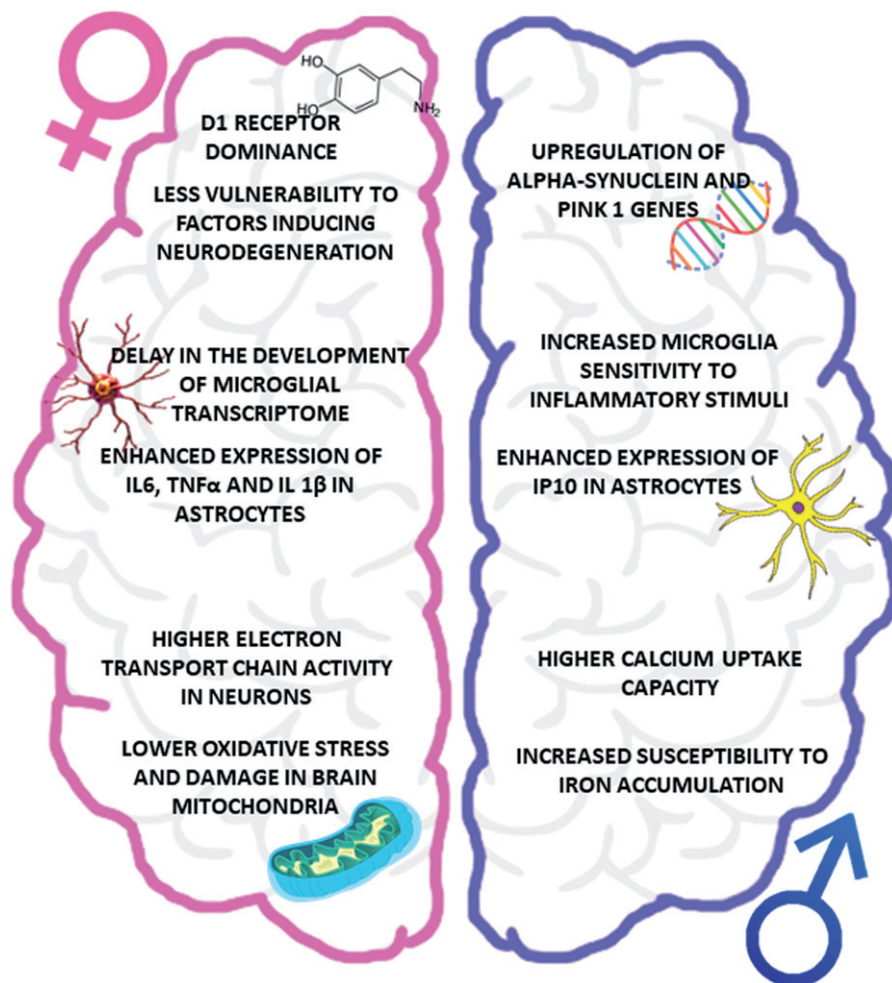 HO
HO
NH₂
D1 RECEPTOR
DOMINANCE
LESS VULNERABILITY TO
FACTORS INDUCING
NEURODEGENERATION
DELAY IN THE DEVELOPMENT
OF MICROGLIAL
TRANSCRIPTOME
ENHANCED EXPRESSION OF
IL6, TNFα AND IL 1β IN
ASTROCYTES
HIGHER ELECTRON
TRANSPORT CHAIN ACTIVITY
IN NEURONS
LOWER OXIDATIVE STRESS
AND DAMAGE IN BRAIN
MITOCHONDRIA
UPREGULATION OF
ALPHA-SYNUCLEIN AND
PINK 1 GENES
INCREASED MICROGLIA
SENSITIVITY TO
INFLAMMATORY STIMULI
ENHANCED EXPRESSION OF
IP10 IN ASTROCYTES
HIGHER CALCIUM UPTAKE
CAPACITY
INCREASED SUSCEPTIBILITY TO
IRON ACCUMULATION